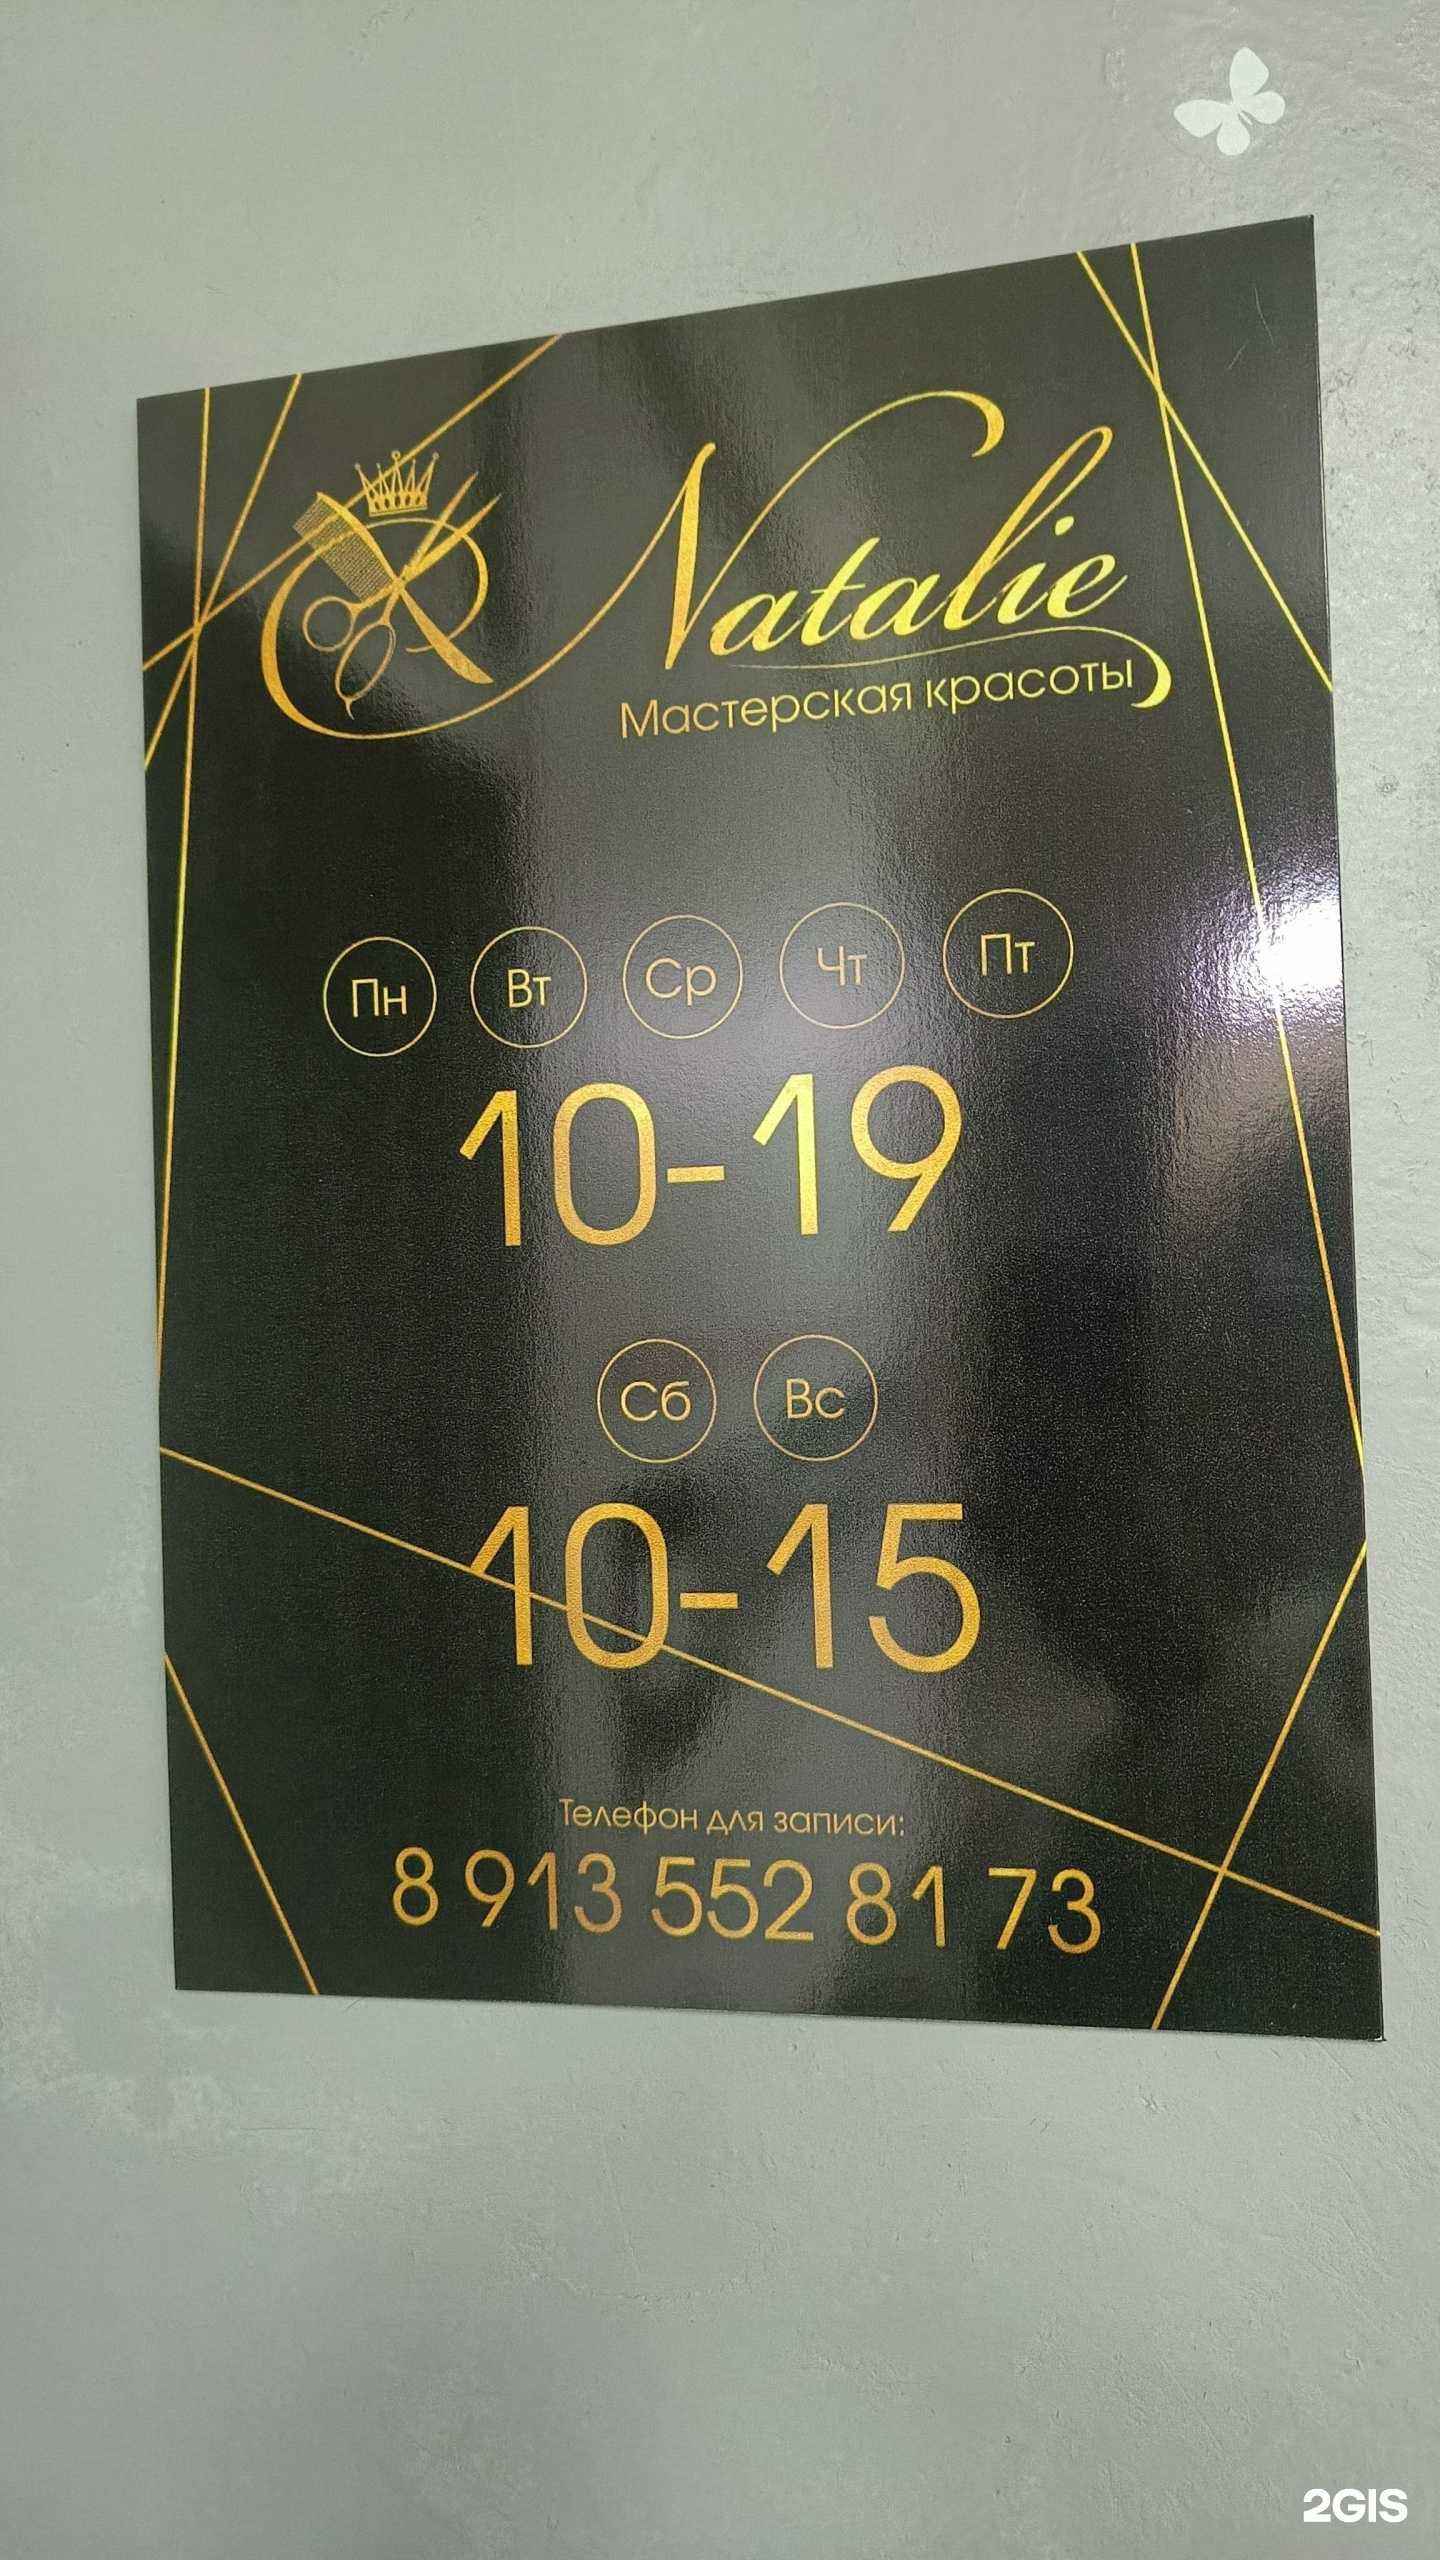 Natalie
Мастерская красоты
Пн Вт Ср Чт Пт
10-19
Сб Вс
10-15
Телефон для записи:
8 913 552 81 73
2GIS